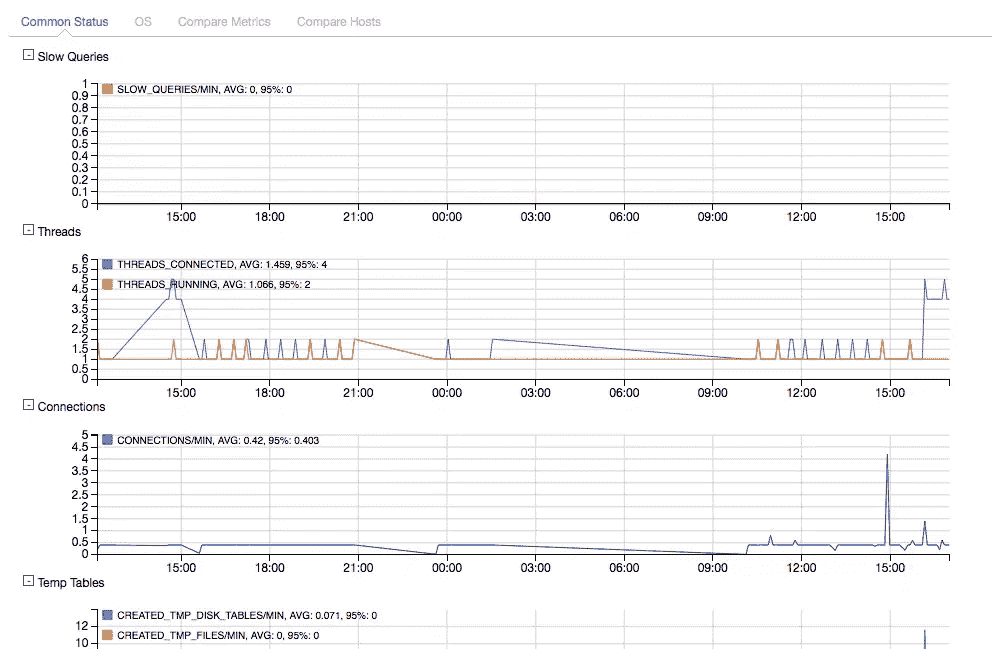 Common Status OS Compare Metrics Compare Hosts
- Slow Queries
1 SLOW_QUERIES/MIN, AVG: 0, 95%: 0
0.9
0.8
0.7
0.6
0.5
0.4
0.3
0.2
0.1
0
15:00 18:00 21:00 00:00 03:00 06:00 09:00 12:00 15:00
- Threads
6
5.5 THREADS_CONNECTED, AVG: 1.459, 95%: 4
5
4.5 THREADS_RUNNING, AVG: 1.066, 95%: 2
4
3.5
3
2.5
2
1.5
1
0.5
0
15:00 18:00 21:00 00:00 03:00 06:00 09:00 12:00 15:00
- Connections
5 CONNECTIONS/MIN, AVG: 0.42, 95%: 0.403
4.5
4
3.5
3
2.5
2
1.5
1
0.5
0
15:00 18:00 21:00 00:00 03:00 06:00 09:00 12:00 15:00
- Temp Tables
CREATED_TMP_DISK_TABLES/MIN, AVG: 0.071, 95%: 0
12
CREATED_TMP_FILES/MIN, AVG: 0, 95%: 0
10